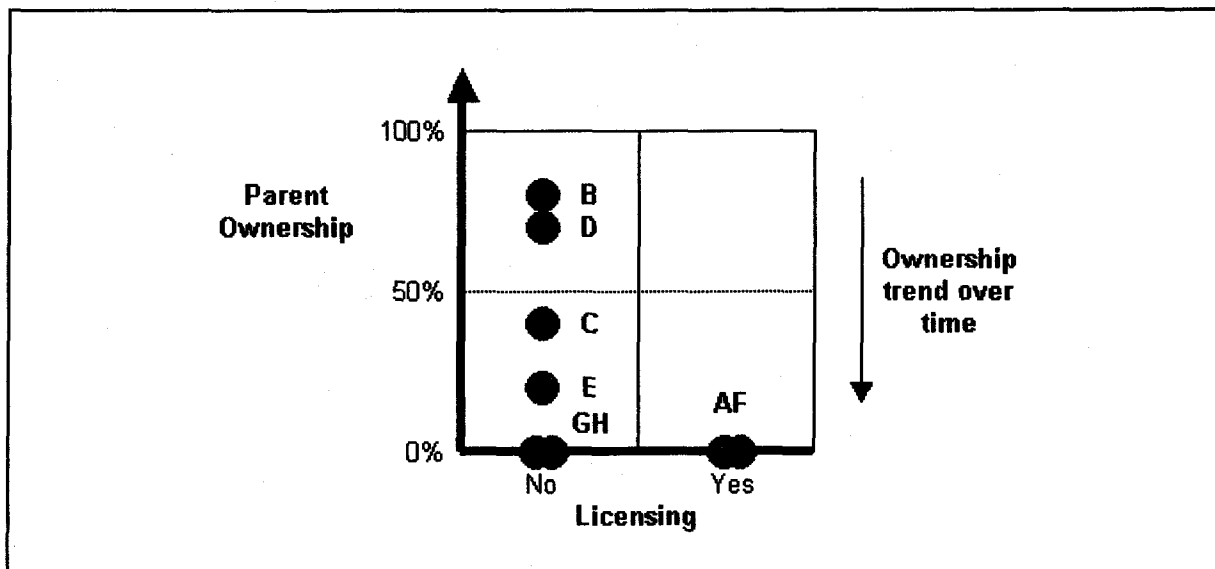 100%
Parent
Ownership
B
D
50%
Ownership
trend over
time
C
E
AF
GH
0%
No
Yes
Licensing